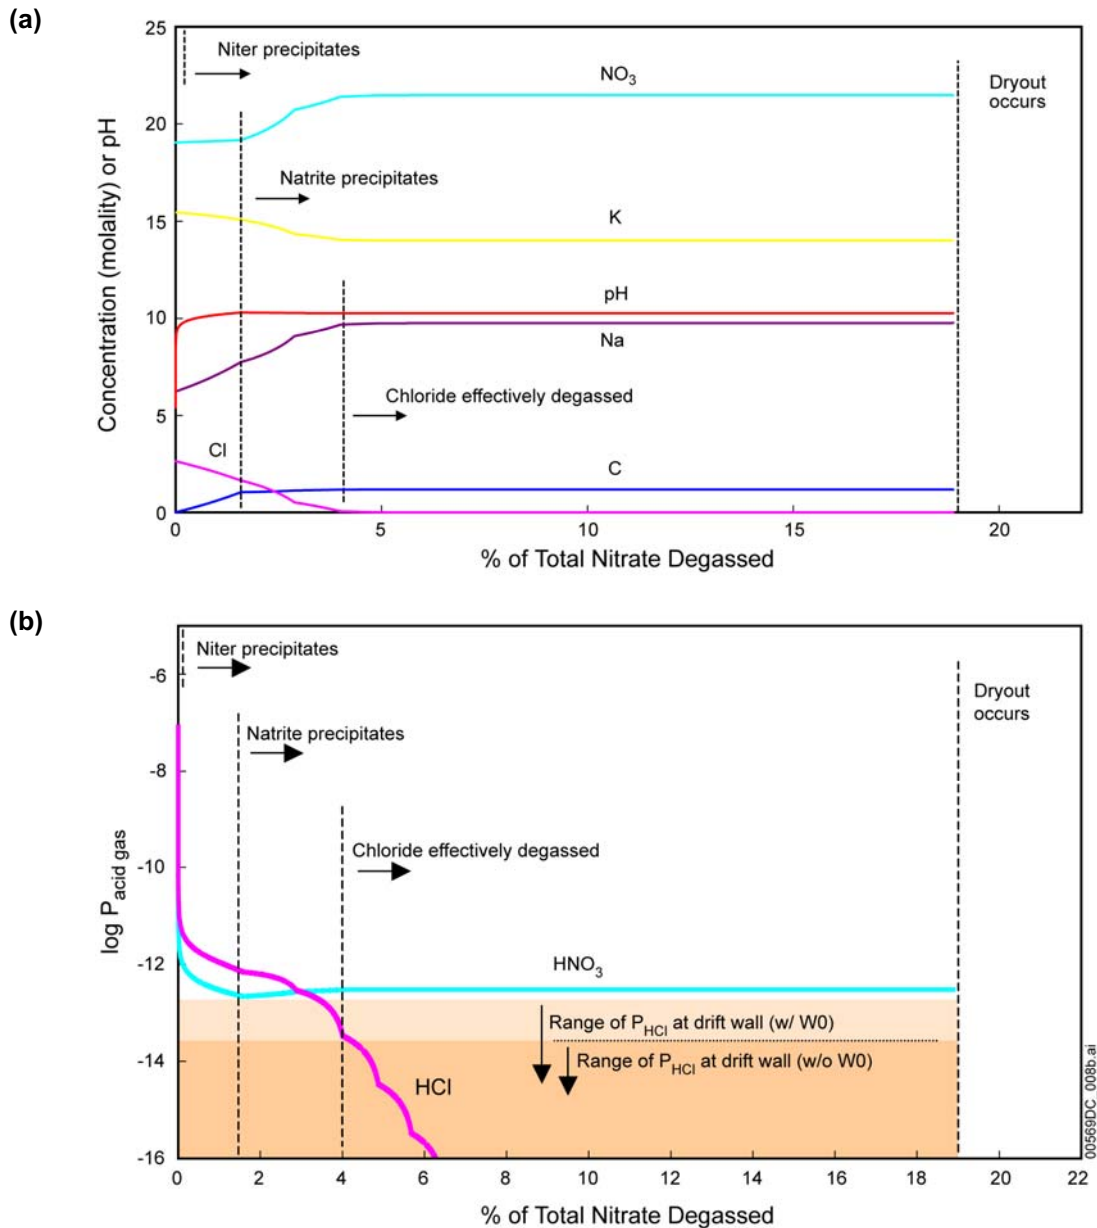 (a)
25
20
15
10
5
0
Concentration (molality) or pH
Niter precipitates
NO3
Dryout
occurs
Natrite precipitates
K
pH
Na
Chloride effectively degassed
Cl
C
0
5
10
15
20
% of Total Nitrate Degassed
(b)
-6
-8
-10
-12
-14
-16
log Pacid gas
Niter precipitates
Dryout
occurs
Natrite precipitates
Chloride effectively degassed
HNO3
Range of PHCl at drift wall (w/ W0)
Range of PHCl at drift wall (w/o W0)
HCl
0
2
4
6
8
10
12
14
16
18
20
22
% of Total Nitrate Degassed
00569DC_008b.ai